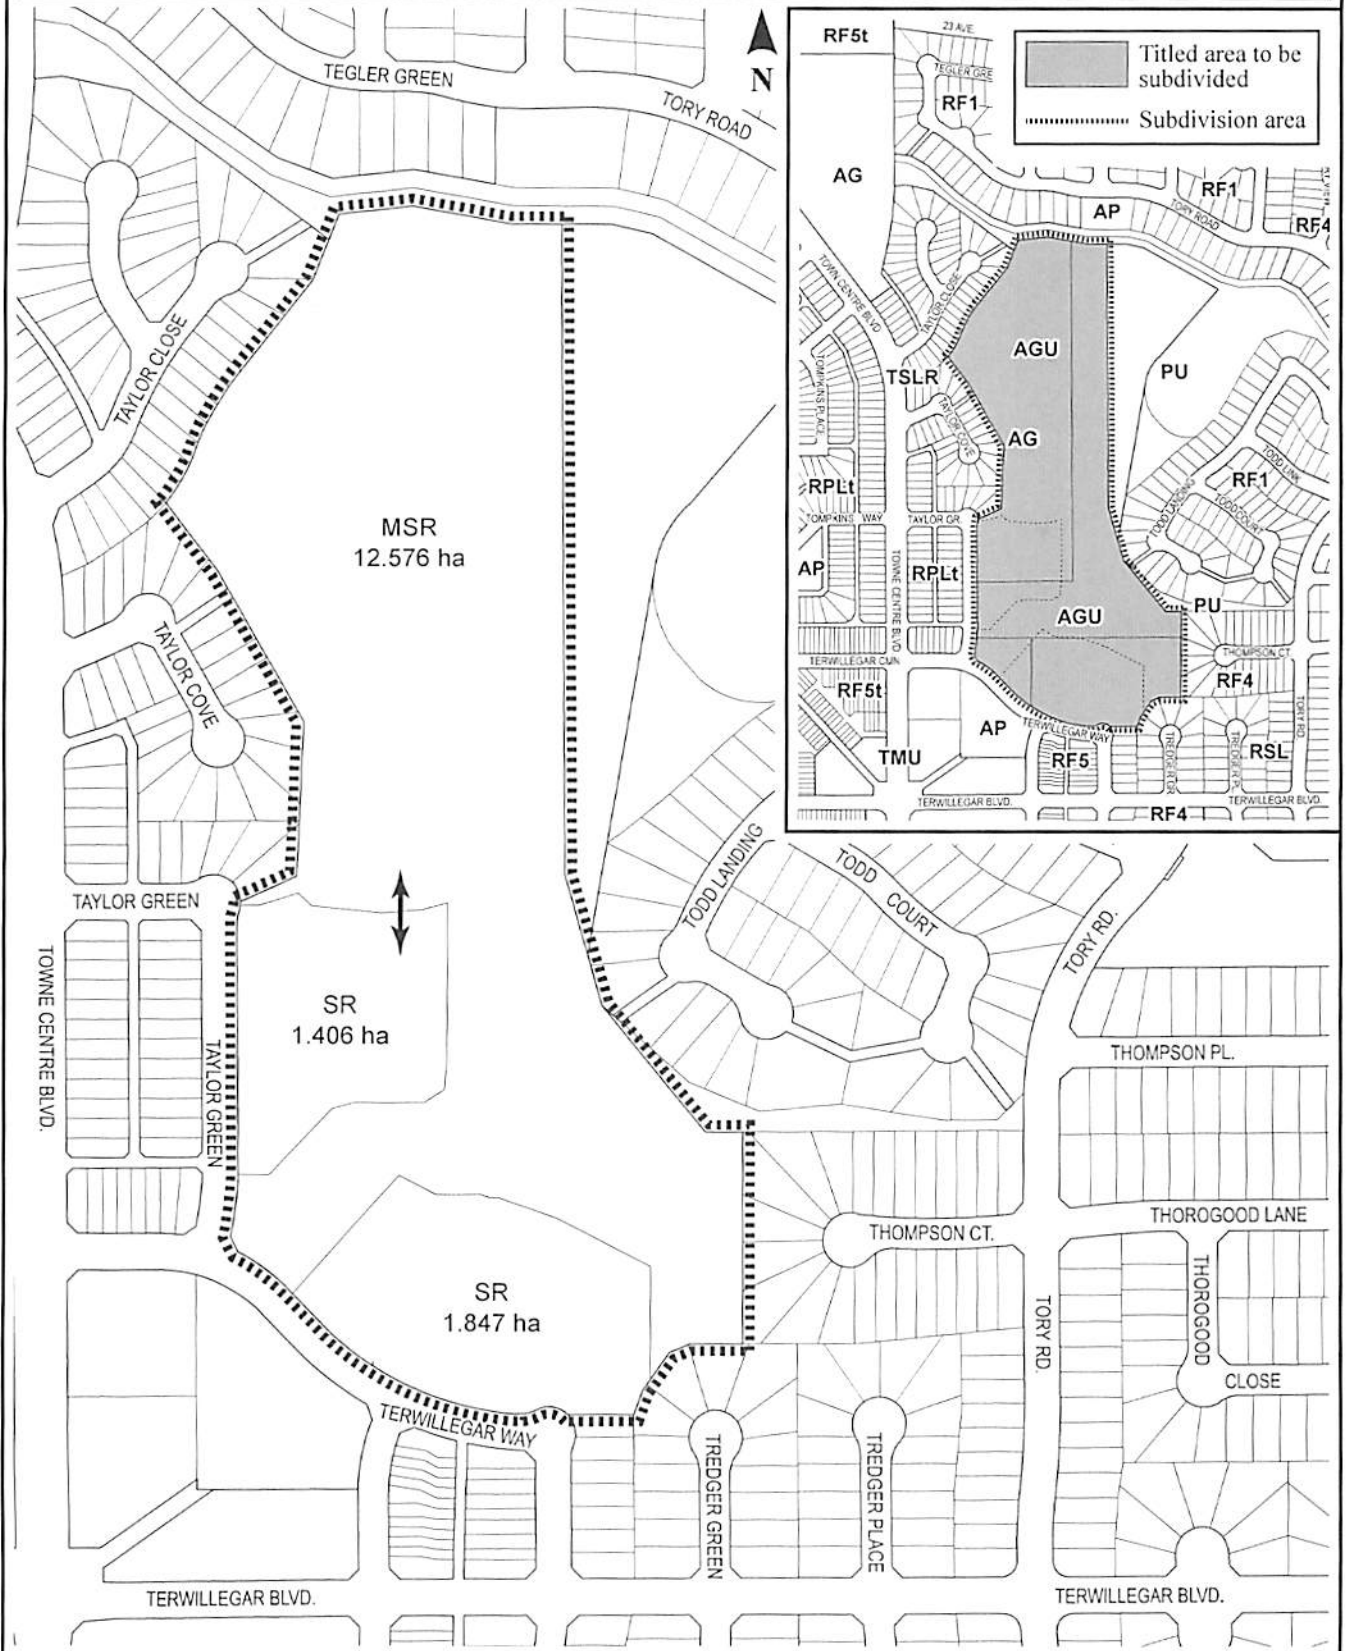 TEGLER GREEN
TORY ROAD
N
TAYLOR CLOSE
MSR
12.576 ha
TAYLOR COVE
TAYLOR GREEN
TOWNE CENTRE BLVD.
TAYLOR GREEN
SR
1.406 ha
SR
1.847 ha
TERWILLEGAR WAY
TODD LANDING
TODD
COURT
TORY RD.
THOMPSON PL.
THOROGOOD LANE
THOMPSON CT.
TORY RD.
THOROGOOD
CLOSE
TREDGER GREEN
TREDGER PLACE
TERWILLEGAR BLVD.
TERWILLEGAR BLVD.
RF5t
23 AVE.
TEGLER GRE
RF1
Titled area to be
subdivided
Subdivision area
AG
RF1
AP
TORY ROAD
RF4
TOWN CENTRE BLVD
TAYLOR CLOSE
AGU
PU
TOMPKINS PLACE
TSLR
TAYLOR COVE
AG
TODD LINK
RF1
RPLt
TODD LANDING
TODD COURT
TOMPKINS WAY
TAYLOR GR.
AP
TOWNE CENTRE BLVD.
RPLt
AGU
PU
TERWILLEGAR CMN
THOMPSON CT.
RF5t
RF4
AP
TERWILLEGAR WAY
TORY RD.
TMU
RF5
TREDGER GR
TREDGER PL
RSL
TERWILLEGAR BLVD.
TERWILLEGAR BLVD.
RF4